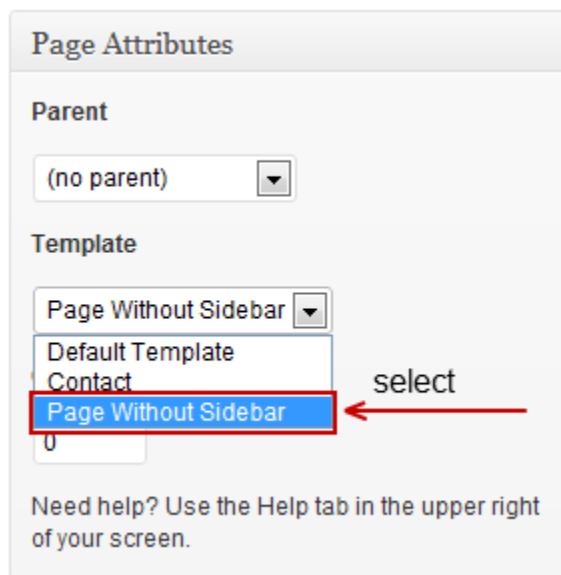 Page Attributes
Parent
(no parent)
Template
Page Without Sidebar
Default Template
Contact
select
Page Without Sidebar
0
Need help? Use the Help tab in the upper right
of your screen.